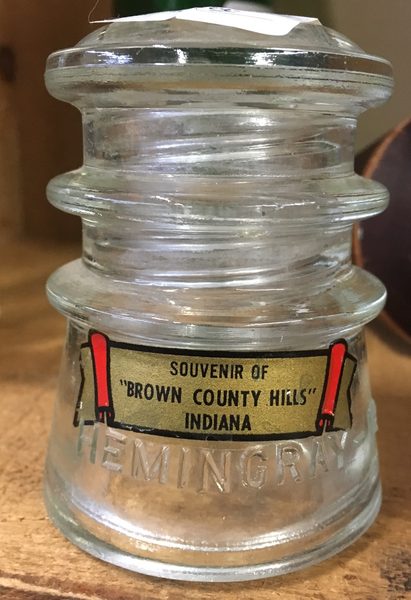 SOUVENIR OF
"BROWN COUNTY HILLS"
INDIANA
HEMINGRAY